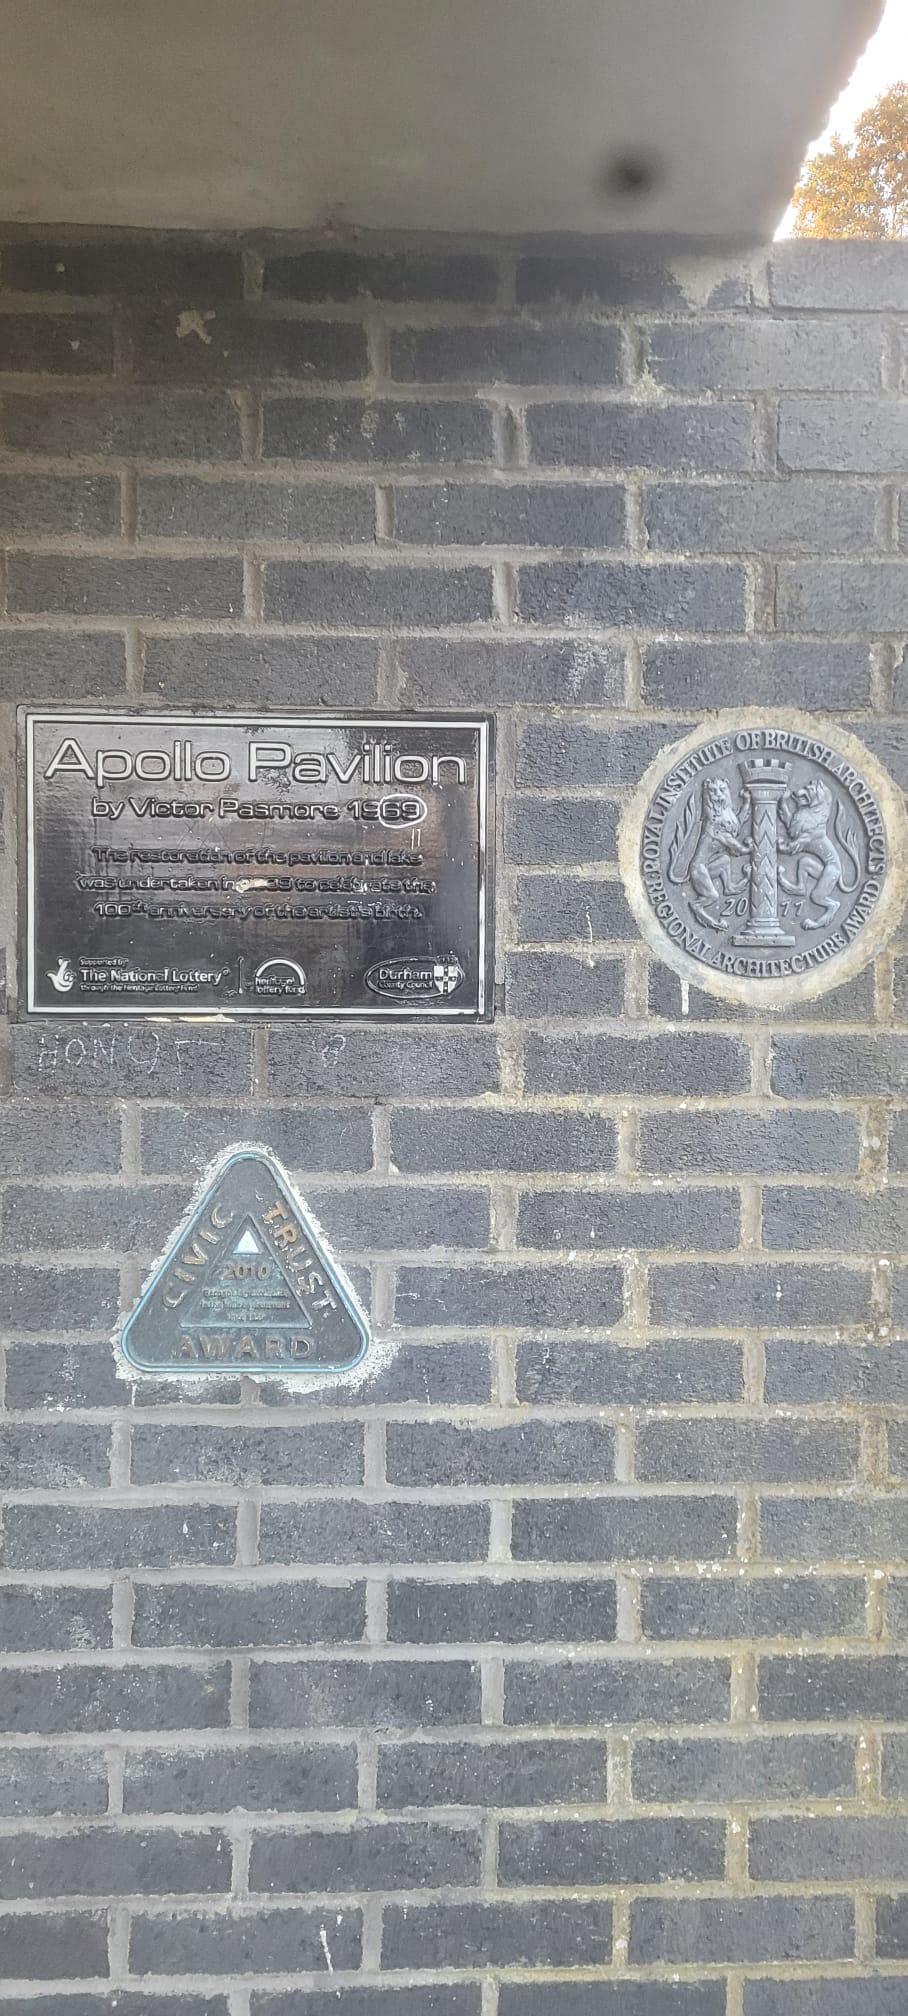 Apollo Pavilion
by Victor Pasmore 1969
The restoration of the pavilion and lake
was undertaken in to celebrate the
100th anniversary of the artist's birth.
Supported by
The National Lottery®
through the Heritage Lottery Fund
heritage
lottery fund
Durham
County Council
ROYAL INSTITUTE OF BRITISH ARCHITECTS
REGIONAL ARCHITECTURE AWARD
2011
CIVIC TRUST
2010
AWARD